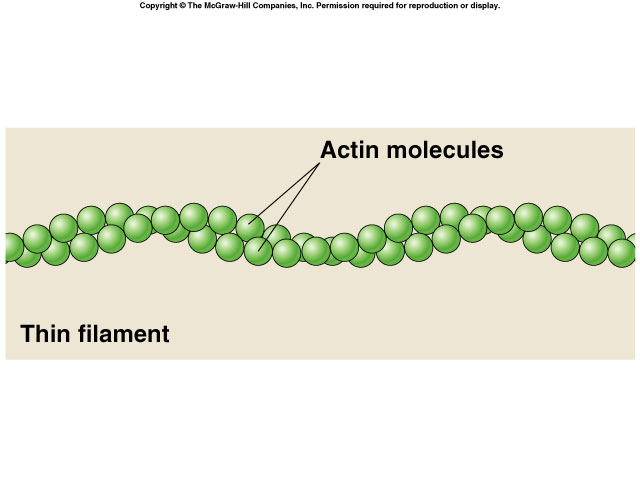 Copyright © The McGraw-Hill Companies, Inc. Permission required for reproduction or display.
Actin molecules
Thin filament